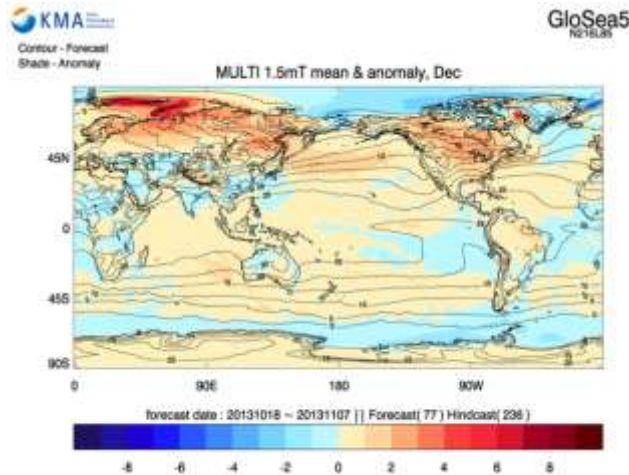 KMA
GloSea5
N216L85
Contour - Forecast
Shade - Anomaly
MULTI 1.5mT mean & anomaly, Dec
45N
0
45S
90S
0 90E 180 90W
forecast date : 20131018 ~ 20131107 || Forecast( 77 ) Hindcast( 236 )
-8 -6 -4 -2 0 2 4 6 8